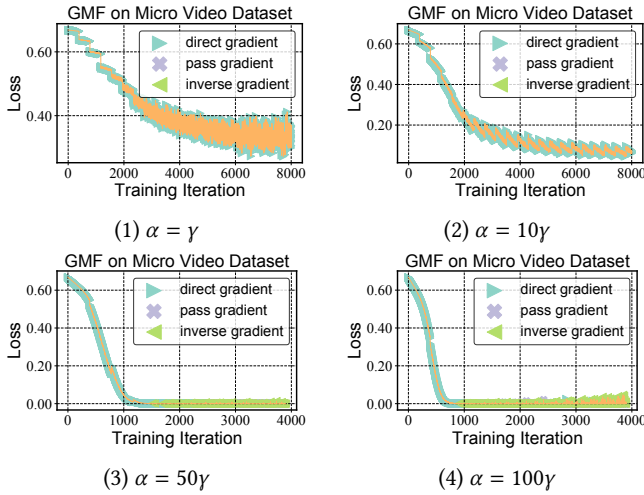 GMF on Micro Video Dataset
0.60
0.40
Loss
direct gradient
pass gradient
inverse gradient
0 2000 4000 6000 8000
Training Iteration
(1) α = γ
GMF on Micro Video Dataset
0.60
0.40
0.20
Loss
direct gradient
pass gradient
inverse gradient
0 2000 4000 6000 8000
Training Iteration
(2) α = 10γ
GMF on Micro Video Dataset
0.60
0.40
0.20
0.00
Loss
direct gradient
pass gradient
inverse gradient
0 1000 2000 3000 4000
Training Iteration
(3) α = 50γ
GMF on Micro Video Dataset
0.60
0.40
0.20
0.00
Loss
direct gradient
pass gradient
inverse gradient
0 1000 2000 3000 4000
Training Iteration
(4) α = 100γ